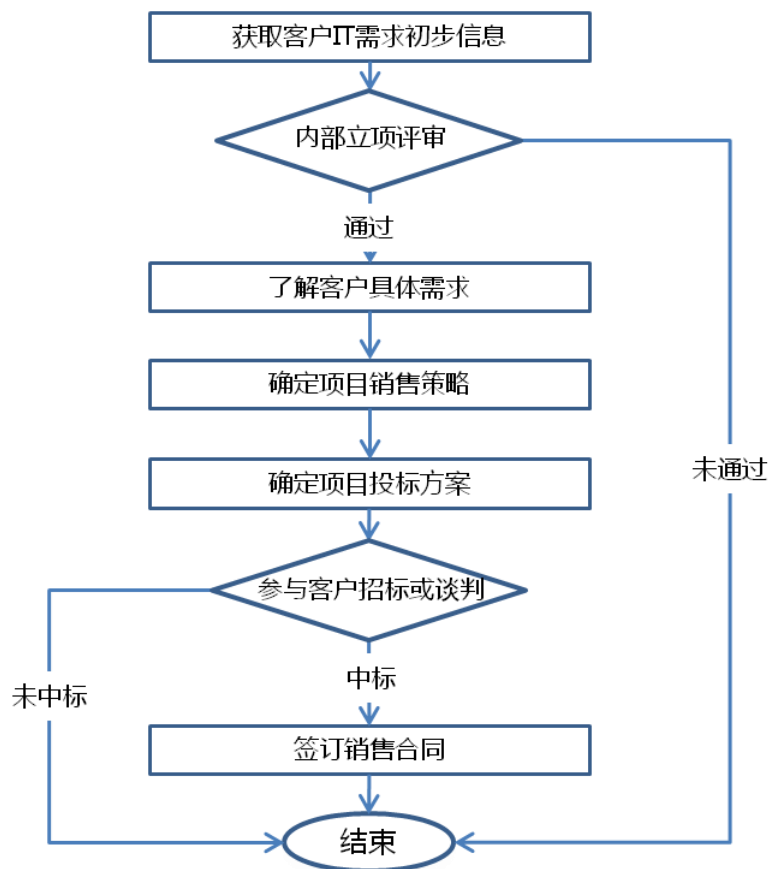 获取客户IT需求初步信息
内部立项评审
通过
了解客户具体需求
确定项目销售策略
未通过
确定项目投标方案
参与客户招标或谈判
中标
未中标
签订销售合同
结束